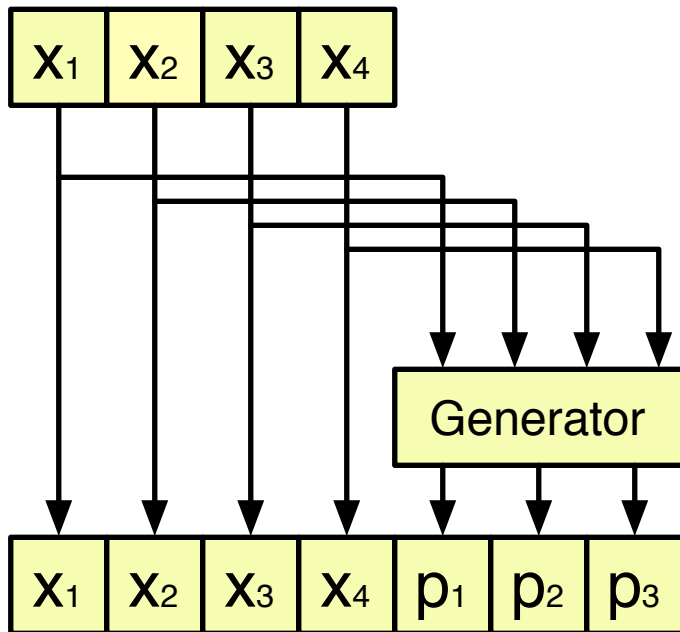 x₁ x₂ x₃ x₄
Generator
x₁ x₂ x₃ x₄ p₁ p₂ p₃